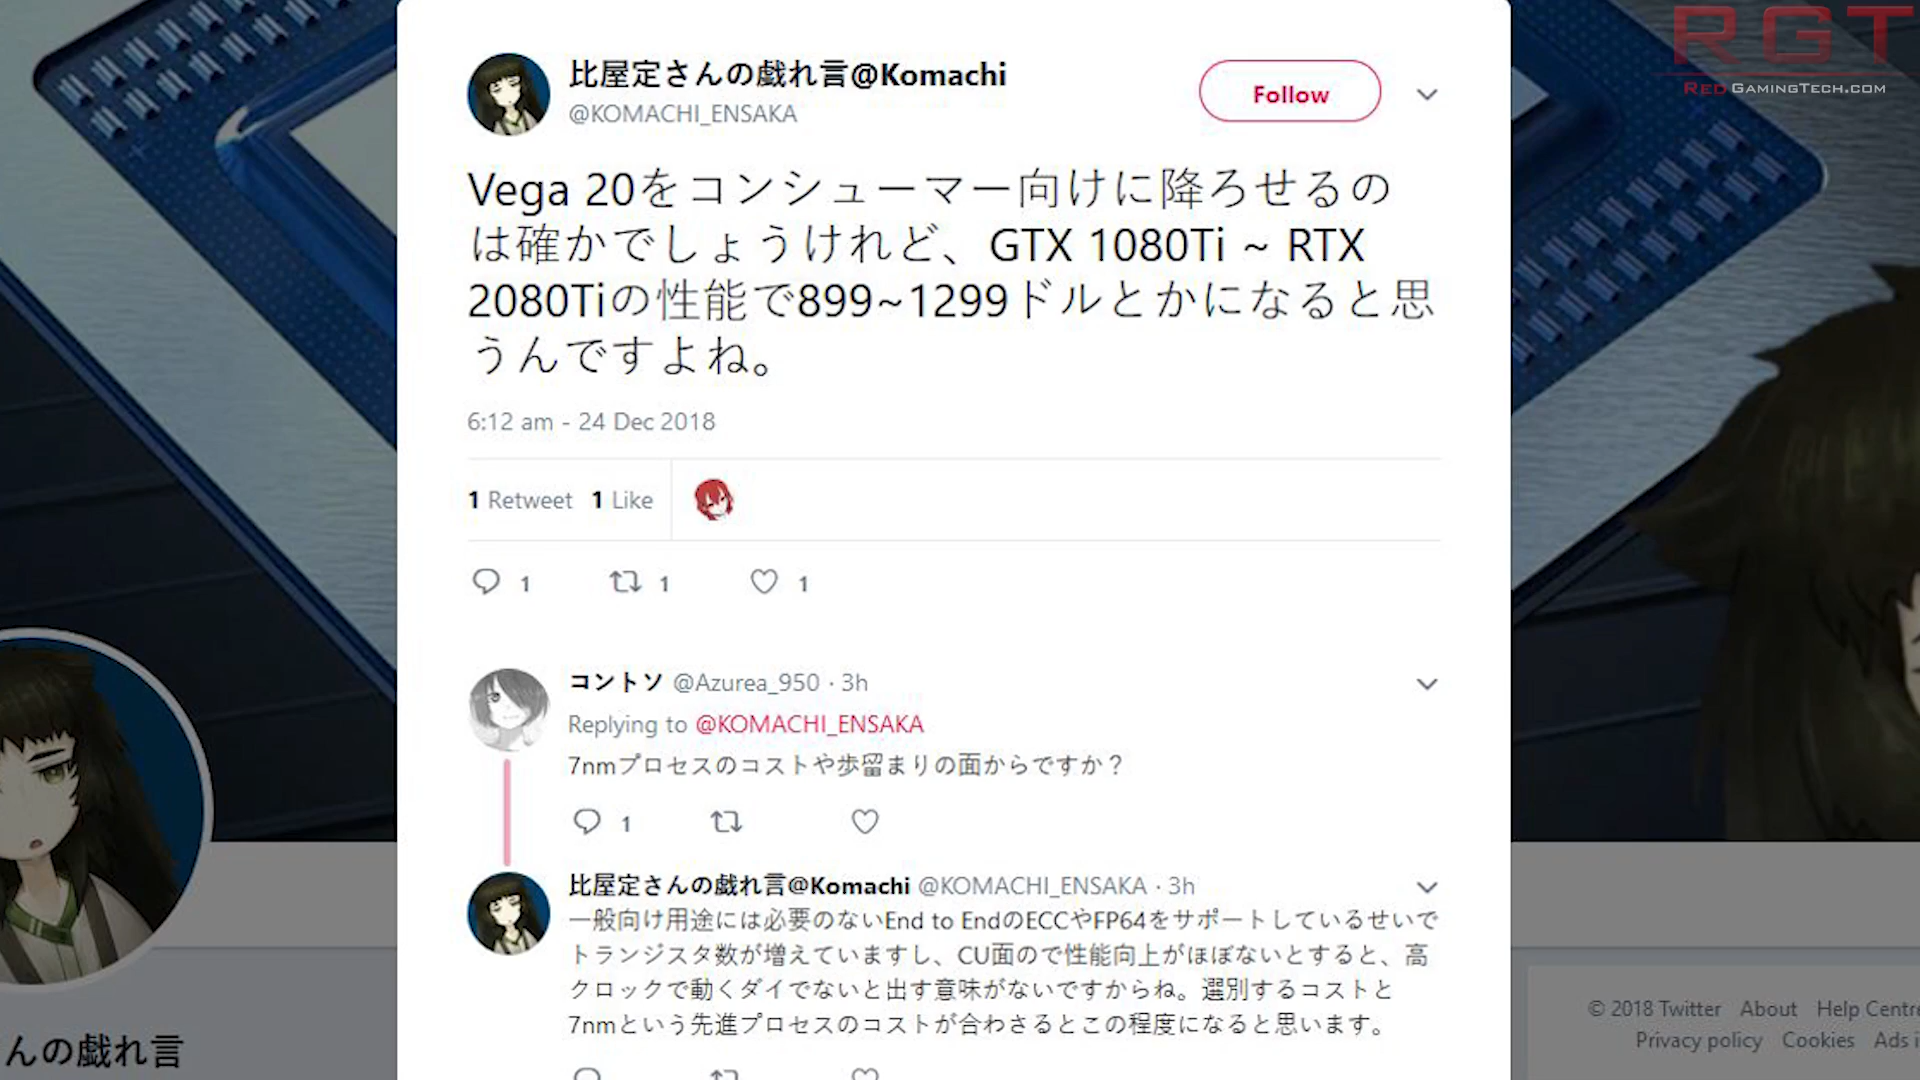 RGT
RedGamingTech.com
比屋定さんの戯れ言@Komachi
@KOMACHI_ENSAKA
Follow
Vega 20をコンシューマー向けに降ろせるの
は確かでしょうけれど、GTX 1080Ti ~ RTX
2080Tiの性能で899~1299ドルとかになると思
うんですよね。
6:12 am - 24 Dec 2018
1 Retweet 1 Like
1 1 1
コントソ @Azurea_950 · 3h
Replying to @KOMACHI_ENSAKA
7nmプロセスのコストや歩留まりの面からですか？
1
比屋定さんの戯れ言@Komachi @KOMACHI_ENSAKA · 3h
一般向け用途には必要のないEnd to EndのECCやFP64をサポートしているせいで
トランジスタ数が増えていますし、CU面ので性能向上がほぼないとすると、高
クロックで動くダイでないと出す意味がないですからね。選別するコストと
7nmという先進プロセスのコストが合わさるとこの程度になると思います。
んの戯れ言
© 2018 Twitter About Help Centre
Privacy policy Cookies Ads i